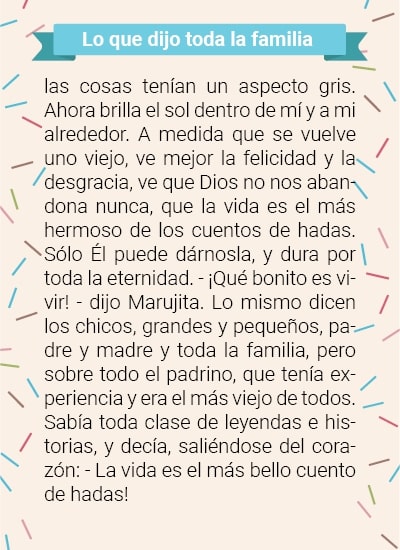 Lo que dijo toda la familia
las cosas tenían un aspecto gris.
Ahora brilla el sol dentro de mí y a mi
alrededor. A medida que se vuelve
uno viejo, ve mejor la felicidad y la
desgracia, ve que Dios no nos aban-
dona nunca, que la vida es el más
hermoso de los cuentos de hadas.
Sólo Él puede dárnosla, y dura por
toda la eternidad. - ¡Qué bonito es vi-
vir! - dijo Marujita. Lo mismo dicen
los chicos, grandes y pequeños, pa-
dre y madre y toda la familia, pero
sobre todo el padrino, que tenía ex-
periencia y era el más viejo de todos.
Sabía toda clase de leyendas e his-
torias, y decía, saliéndose del cora-
zón: - La vida es el más bello cuento
de hadas!